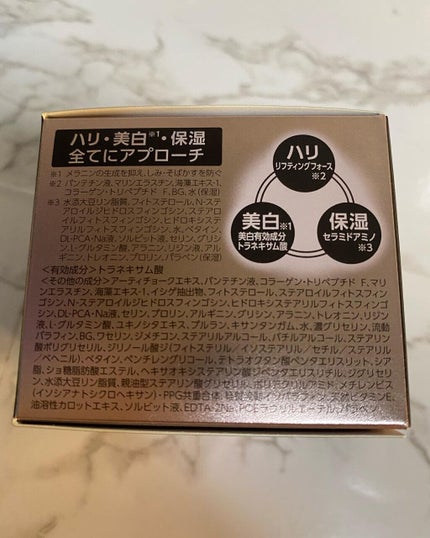 ハリ・美白※1・保湿
全てにアプローチ
※1 メラニンの生成を抑え、しみ・そばかすを防ぐ
※2 パンテチン液、マリンエラスチン、海藻エキス-1、
コラーゲン・トリペプチド F、BG、水(保湿)
※3 水添大豆リン脂質、フィトステロール、N-ステ
アロイルジヒドロスフィンゴシン、ステアロ
イルフィトスフィンゴシン、ヒドロキシステ
アリルフィトスフィンゴシン、水、ベタイン、
DL-PCA・Na液、ソルビット液、セリン、グリシ
ン、L-グルタミン酸、アラニン、リジン液、アル
ギニン、トレオニン、プロリン、パラベン(保湿)
ハリ
リフティングフォース
※2
美白※1
美白有効成分
トラネキサム酸
保湿
セラミドアミノ
※3
<有効成分>トラネキサム酸
<その他の成分>アーティチョークエキス、パンテチン液、コラーゲン・トリペプチド F、マ
リンエラスチン、海藻エキス-1、イシゲ抽出物、フィトステロール、ステアロイルフィトスフィ
ンゴシン、N-ステアロイルジヒドロスフィンゴシン、ヒドロキシステアリルフィトスフィンゴ
シン、DL-PCA・Na液、セリン、プロリン、アルギニン、グリシン、アラニン、トレオニン、リジン
液、L-グルタミン酸、ユキノシタエキス、プルラン、キサンタンガム、水、濃グリセリン、流動
パラフィン、BG、ワセリン、ジメチコン、ステアリルアルコール、バチルアルコール、ステアリ
ン酸ポリグリセリル、ジリノール酸ジ(フィトステリル/イソステアリル/セチル/ステアリル
/ベヘニル)、ベタイン、ペンチレングリコール、テトラオクタン酸ペンタエリスリット、シア
脂、ショ糖脂肪酸エステル、ヘキサオキシステアリン酸ジペンタエリスリチル、ジグリセリ
ン、水添大豆リン脂質、親油型ステアリン酸グリセリル、ポリアクリルアミド、メチレンビス
(イソシアナトシクロヘキサン)・PPG共重合体、軽質流動イソパラフィン、天然ビタミンE、
油溶性カロットエキス、ソルビット液、EDTA-2Na、POEラウリルエーテル、パラベン